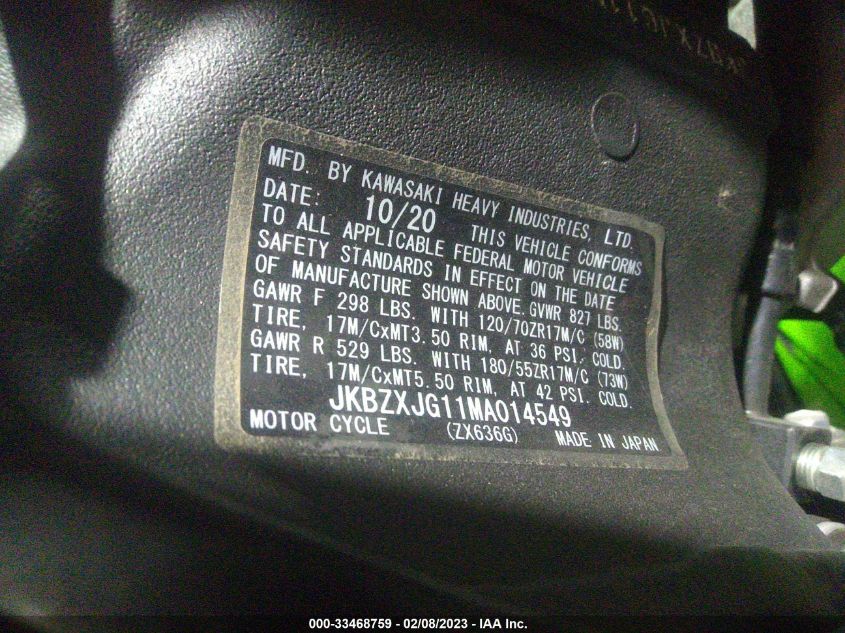 MFD. BY KAWASAKI HEAVY INDUSTRIES, LTD.
DATE: 10/20 THIS VEHICLE CONFORMS
TO ALL APPLICABLE FEDERAL MOTOR VEHICLE
SAFETY STANDARDS IN EFFECT ON THE DATE
OF MANUFACTURE SHOWN ABOVE. GVWR 827 LBS.
GAWR F 298 LBS. WITH 120/70ZR17M/C (58W)
TIRE, 17M/CxMT3.50 RIM, AT 36 PSI. COLD.
GAWR R 529 LBS. WITH 180/55ZR17M/C (73W)
TIRE, 17M/CxMT5.50 RIM, AT 42 PSI. COLD.
JKBZXJG11MA014549
MOTOR CYCLE (ZX636G) MADE IN JAPAN
000-33468759 - 02/08/2023 - IAA Inc.